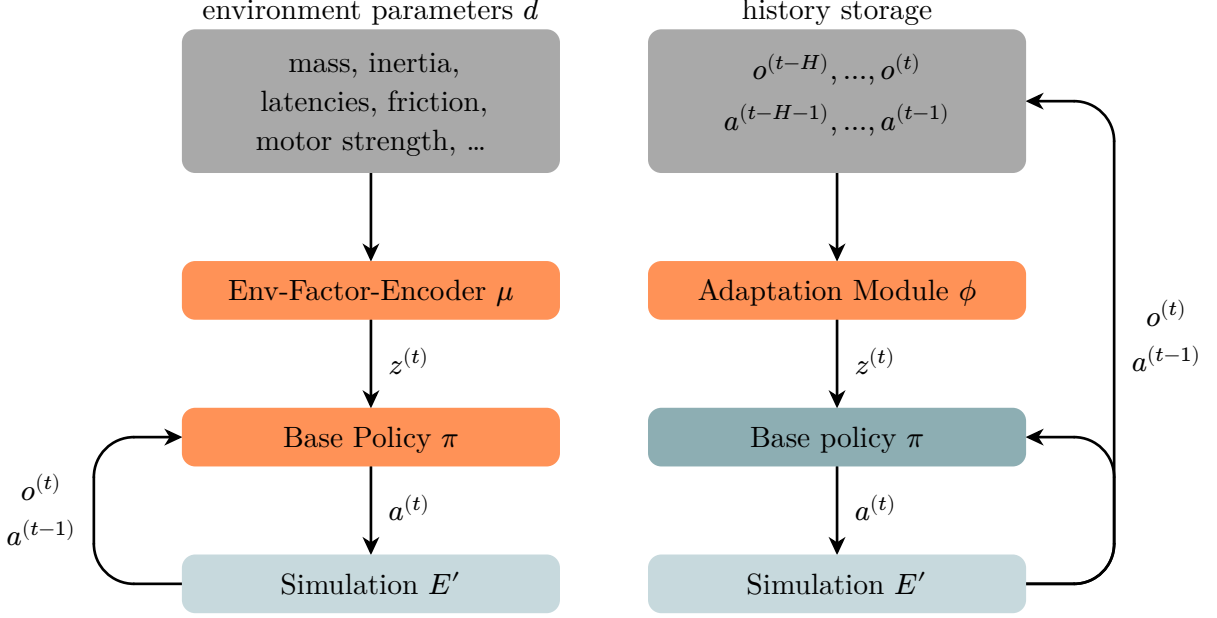 environment parameters d
mass, inertia,
latencies, friction,
motor strength, …
Env-Factor-Encoder μ
z^{(t)}
Base Policy π
a^{(t)}
Simulation E′
o^{(t)}
a^{(t−1)}
history storage
o^{(t−H)}, ..., o^{(t)}
a^{(t−H−1)}, ..., a^{(t−1)}
Adaptation Module ϕ
z^{(t)}
Base policy π
a^{(t)}
Simulation E′
o^{(t)}
a^{(t−1)}